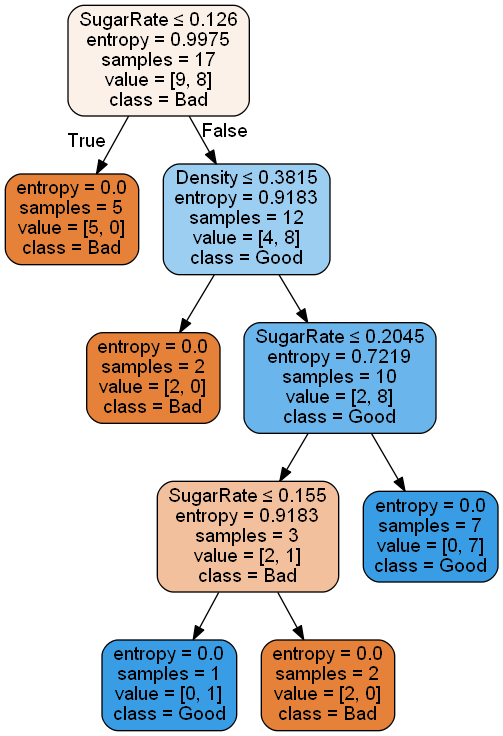 SugarRate ≤ 0.126
entropy = 0.9975
samples = 17
value = [9, 8]
class = Bad
True
False
entropy = 0.0
samples = 5
value = [5, 0]
class = Bad
Density ≤ 0.3815
entropy = 0.9183
samples = 12
value = [4, 8]
class = Good
entropy = 0.0
samples = 2
value = [2, 0]
class = Bad
SugarRate ≤ 0.2045
entropy = 0.7219
samples = 10
value = [2, 8]
class = Good
SugarRate ≤ 0.155
entropy = 0.9183
samples = 3
value = [2, 1]
class = Bad
entropy = 0.0
samples = 7
value = [0, 7]
class = Good
entropy = 0.0
samples = 1
value = [0, 1]
class = Good
entropy = 0.0
samples = 2
value = [2, 0]
class = Bad